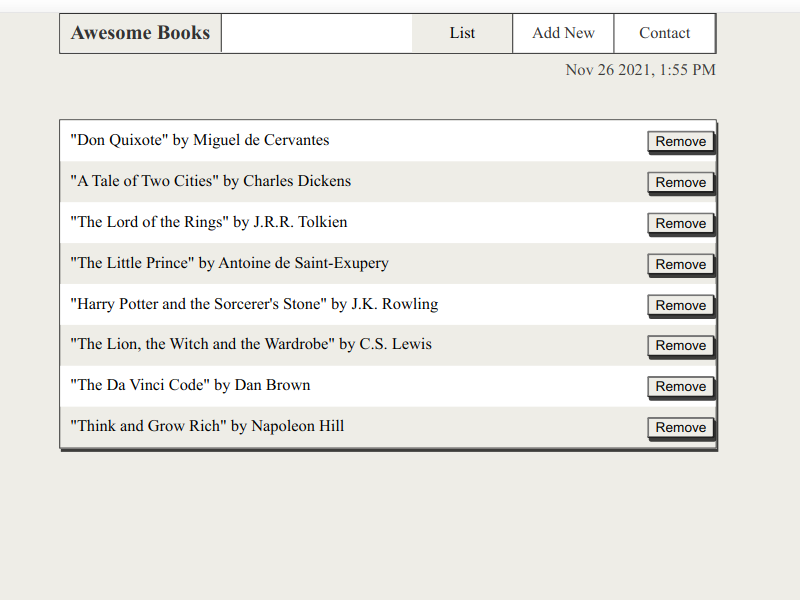 Awesome Books List Add New Contact
Nov 26 2021, 1:55 PM
"Don Quixote" by Miguel de Cervantes Remove
"A Tale of Two Cities" by Charles Dickens Remove
"The Lord of the Rings" by J.R.R. Tolkien Remove
"The Little Prince" by Antoine de Saint-Exupery Remove
"Harry Potter and the Sorcerer's Stone" by J.K. Rowling Remove
"The Lion, the Witch and the Wardrobe" by C.S. Lewis Remove
"The Da Vinci Code" by Dan Brown Remove
"Think and Grow Rich" by Napoleon Hill Remove